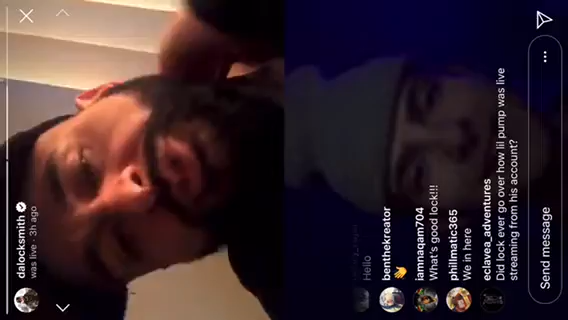 dalocksmith
was live · 3h ago
Hello
benthekreator
👋
iamnaqam704
What's good lock!!!
phillmatic365
We in here
eclavea_adventures
Did lock ever go over how lil pump was live
streaming from his account?
Send message